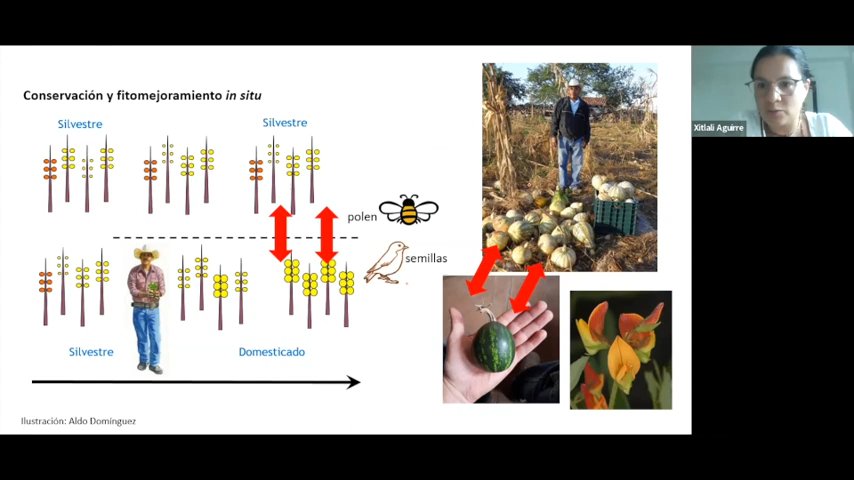 Conservación y fitomejoramiento in situ
Silvestre
Silvestre
polen
semillas
Silvestre
Domesticado
Ilustración: Aldo Domínguez
Xitlali Aguirre